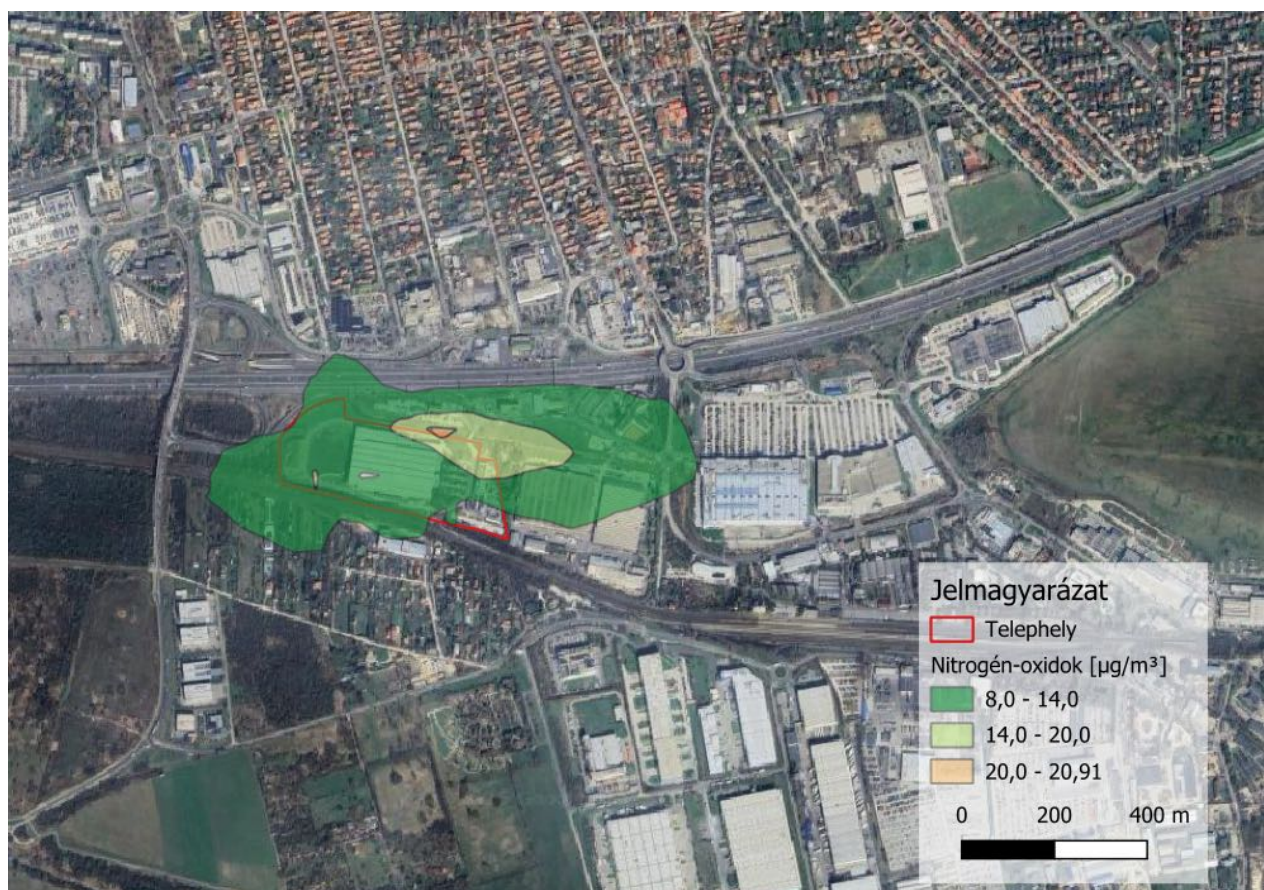 Jelmagyarázat
Telephely
Nitrogén-oxidok [µg/m³]
8,0 - 14,0
14,0 - 20,0
20,0 - 20,91
0 200 400 m